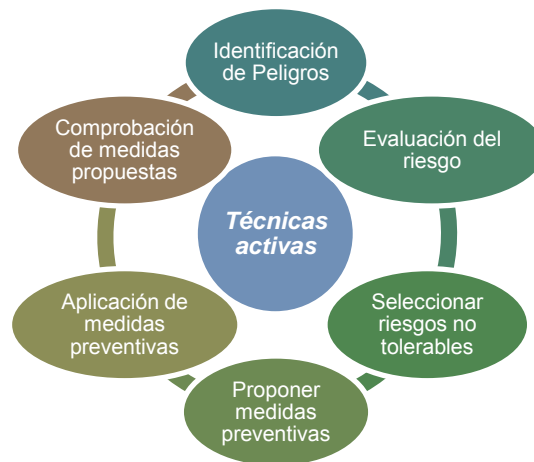 Identificación
de Peligros
Evaluación del
riesgo
Seleccionar
riesgos no
tolerables
Proponer
medidas
preventivas
Aplicación de
medidas
preventivas
Comprobación
de medidas
propuestas
Técnicas
activas